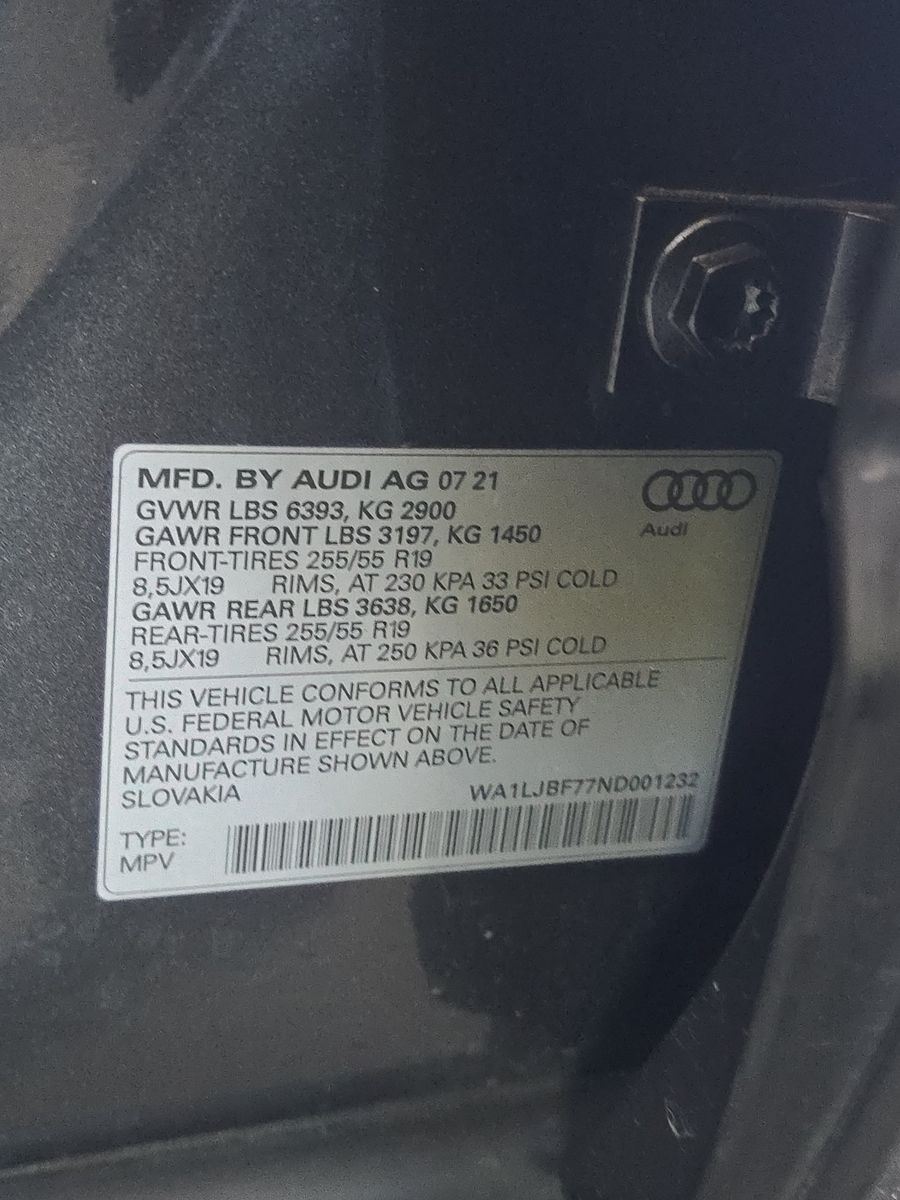 MFD. BY AUDI AG 07 21
GVWR LBS 6393, KG 2900
GAWR FRONT LBS 3197, KG 1450
FRONT-TIRES 255/55 R19
8,5JX19 RIMS, AT 230 KPA 33 PSI COLD
GAWR REAR LBS 3638, KG 1650
REAR-TIRES 255/55 R19
8,5JX19 RIMS, AT 250 KPA 36 PSI COLD
Audi
THIS VEHICLE CONFORMS TO ALL APPLICABLE
U.S. FEDERAL MOTOR VEHICLE SAFETY
STANDARDS IN EFFECT ON THE DATE OF
MANUFACTURE SHOWN ABOVE.
SLOVAKIA WA1LJBF77ND001232
TYPE:
MPV